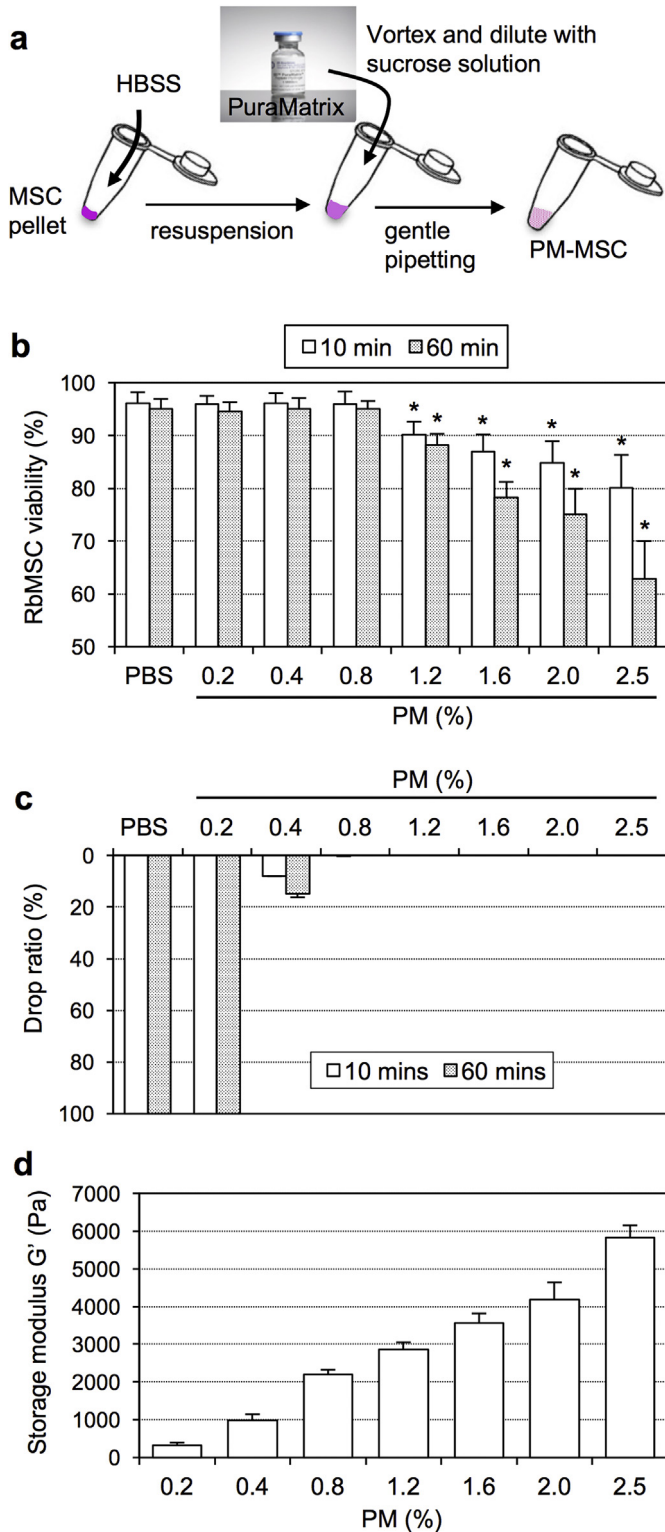 a
Vortex and dilute with
sucrose solution
HBSS
PuraMatrix
MSC
pellet
resuspension
gentle
pipetting
PM-MSC
b
10 min 60 min
RbMSC viability (%)
100
90
80
70
60
50
* * * * * * * *
PBS 0.2 0.4 0.8 1.2 1.6 2.0 2.5
PM (%)
c
PM (%)
PBS 0.2 0.4 0.8 1.2 1.6 2.0 2.5
Drop ratio (%)
0
20
40
60
80
100
10 mins 60 mins
d
Storage modulus G’ (Pa)
7000
6000
5000
4000
3000
2000
1000
0
0.2 0.4 0.8 1.2 1.6 2.0 2.5
PM (%)